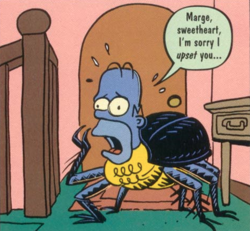 Marge,
sweetheart,
I'm sorry I
upset you...